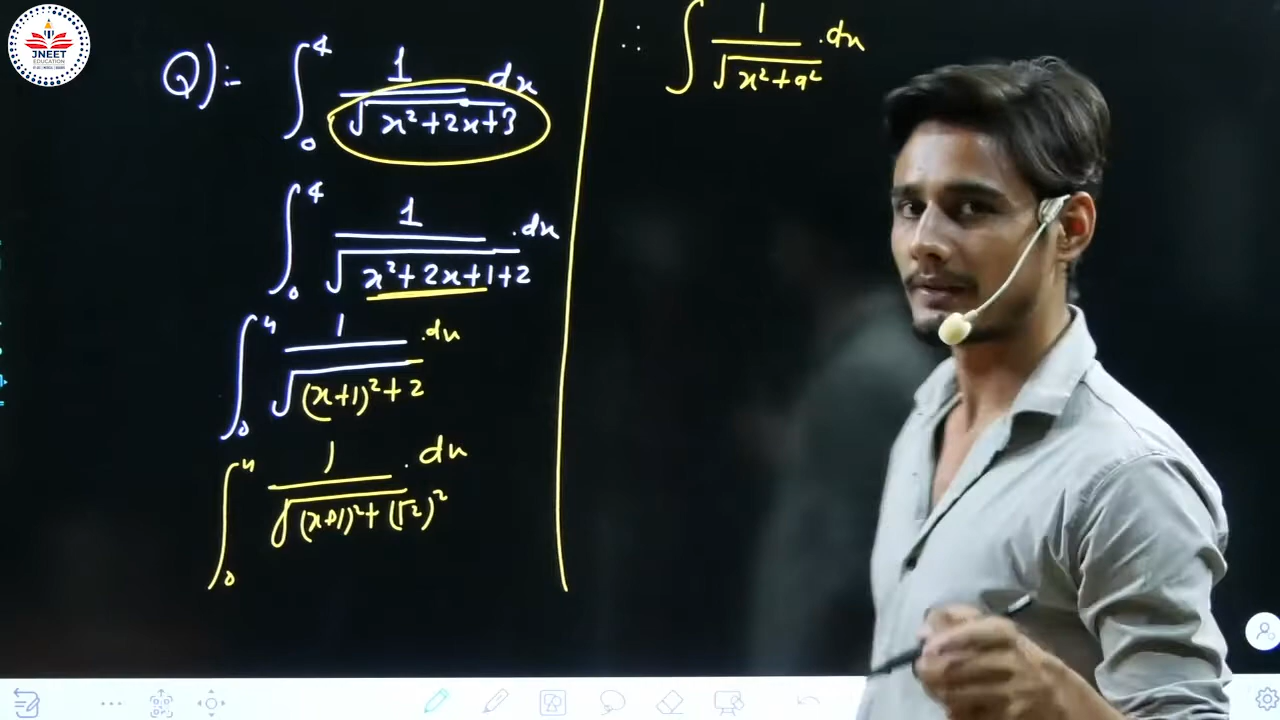 JNEET
EDUCATION
Q):- ∫₀⁴ 1/√(x²+2x+3) dx
∫₀⁴ 1/√(x²+2x+1+2) .dx
∫₀⁴ 1/√((x+1)²+2) .dx
∫₀⁴ 1/√((x+1)²+(√2)²) .dx
∴ ∫ 1/√(x²+a²) .dx